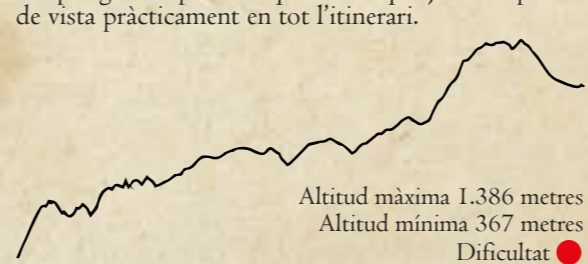 de vista pràcticament en tot l’itinerari.
Altitud màxima 1.386 metres
Altitud mínima 367 metres
Dificultat